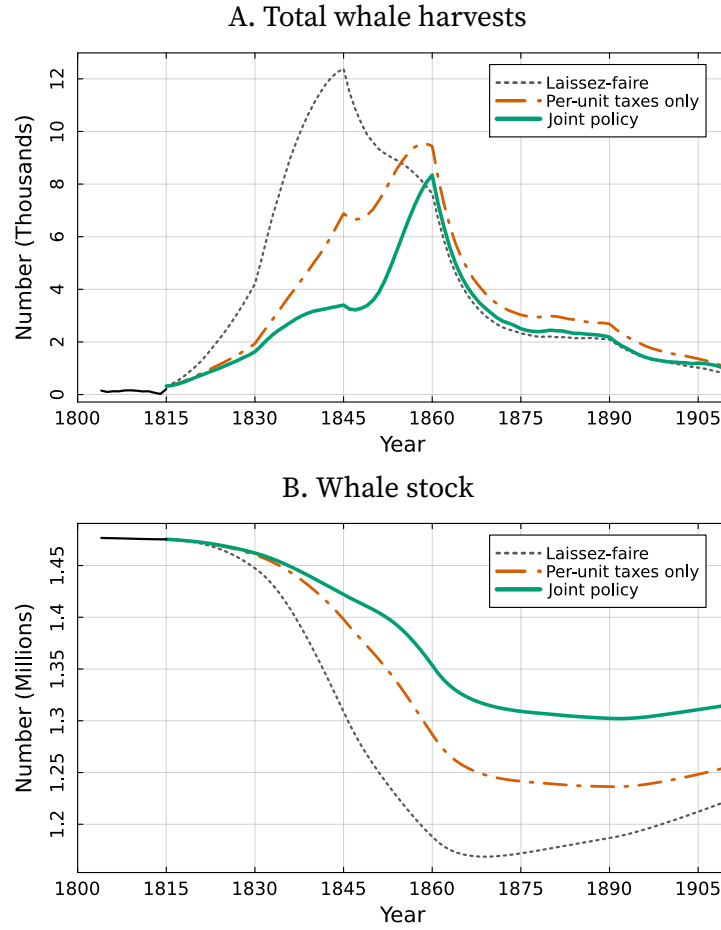 A. Total whale harvests
Number (Thousands)
12
10
8
6
4
2
0
Laissez-faire
Per-unit taxes only
Joint policy
1800 1815 1830 1845 1860 1875 1890 1905
Year
B. Whale stock
Number (Millions)
1.45
1.4
1.35
1.3
1.25
1.2
Laissez-faire
Per-unit taxes only
Joint policy
1800 1815 1830 1845 1860 1875 1890 1905
Year